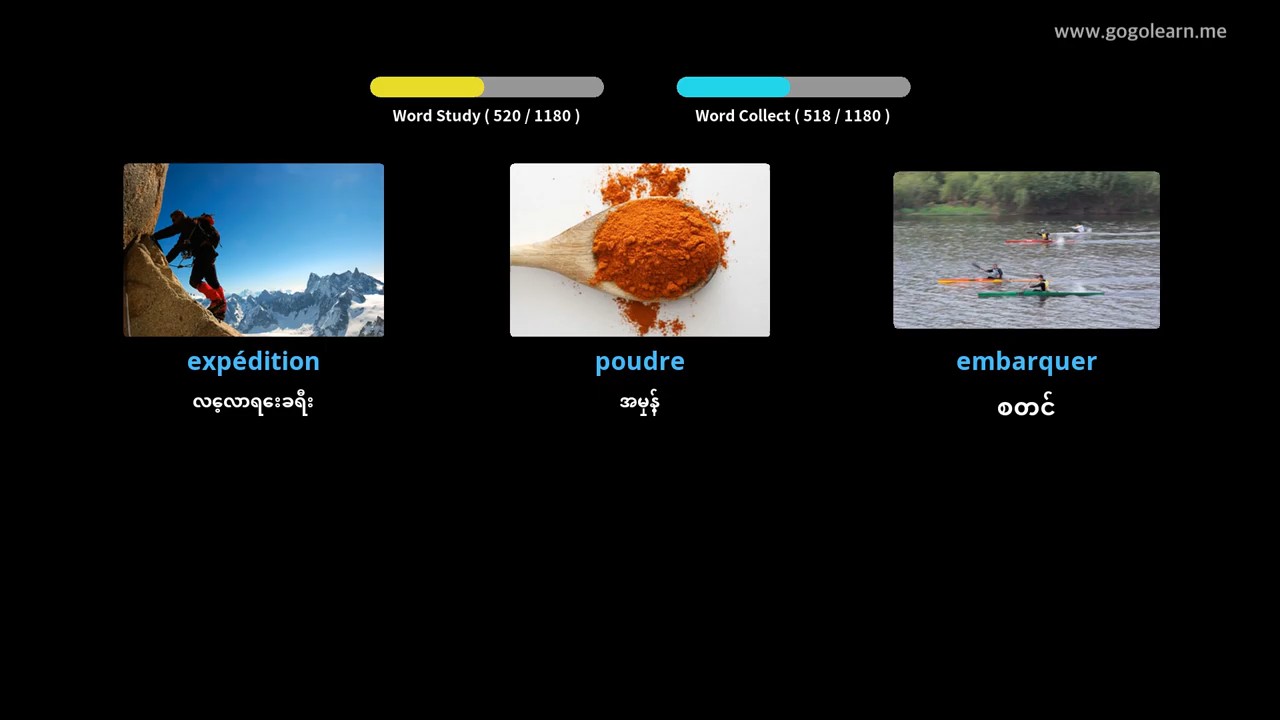 www.gogolearn.me
Word Study ( 520 / 1180 )
Word Collect ( 518 / 1180 )
expédition
poudre
embarquer
လေ့လာရေးခရီး
အမှုန့်
စတင်